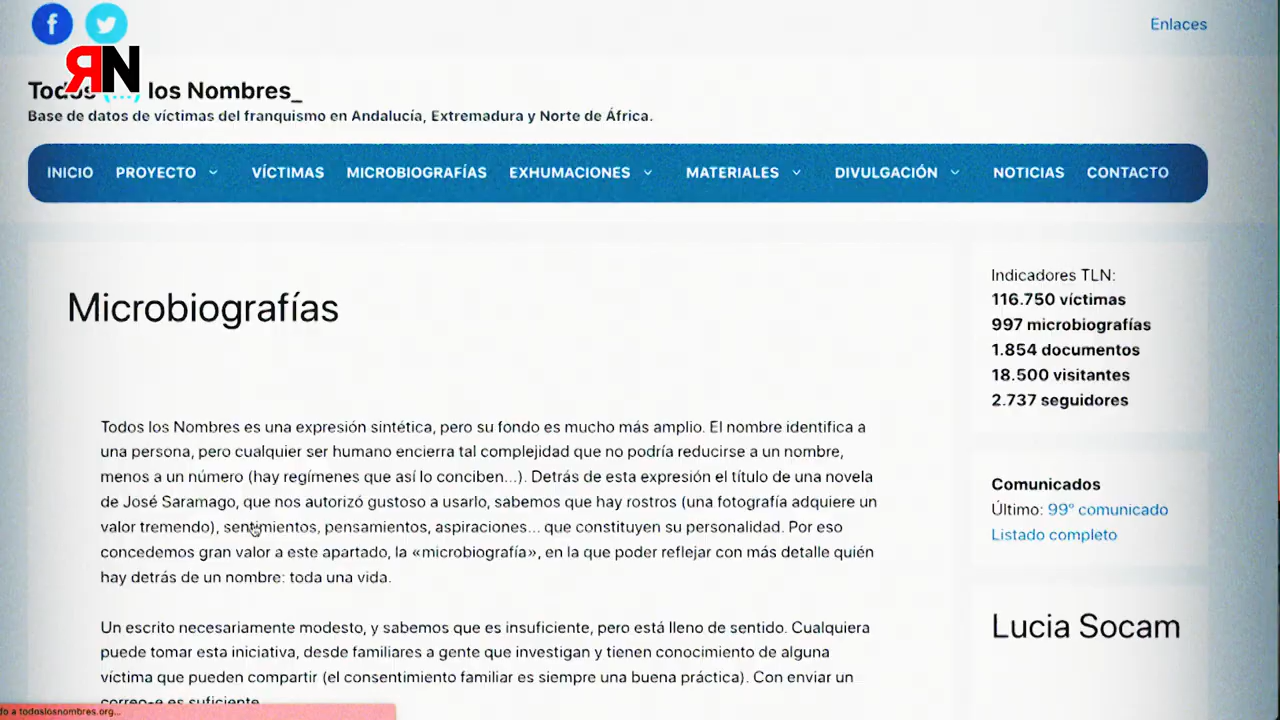 Enlaces
RN
Todos (...) los Nombres_
Base de datos de víctimas del franquismo en Andalucía, Extremadura y Norte de África.
INICIO PROYECTO VÍCTIMAS MICROBIOGRAFÍAS EXHUMACIONES MATERIALES DIVULGACIÓN NOTICIAS CONTACTO
Microbiografías
Todos los Nombres es una expresión sintética, pero su fondo es mucho más amplio. El nombre identifica a
una persona, pero cualquier ser humano encierra tal complejidad que no podría reducirse a un nombre,
menos a un número (hay regímenes que así lo conciben...). Detrás de esta expresión el título de una novela
de José Saramago, que nos autorizó gustoso a usarlo, sabemos que hay rostros (una fotografía adquiere un
valor tremendo), sentimientos, pensamientos, aspiraciones... que constituyen su personalidad. Por eso
concedemos gran valor a este apartado, la «microbiografía», en la que poder reflejar con más detalle quién
hay detrás de un nombre: toda una vida.
Un escrito necesariamente modesto, y sabemos que es insuficiente, pero está lleno de sentido. Cualquiera
puede tomar esta iniciativa, desde familiares a gente que investigan y tienen conocimiento de alguna
víctima que pueden compartir (el consentimiento familiar es siempre una buena práctica). Con enviar un
correo-e es suficiente
Indicadores TLN:
116.750 víctimas
997 microbiografías
1.854 documentos
18.500 visitantes
2.737 seguidores
Comunicados
Último: 99º comunicado
Listado completo
Lucia Socam
do a todoslosnombres.org...